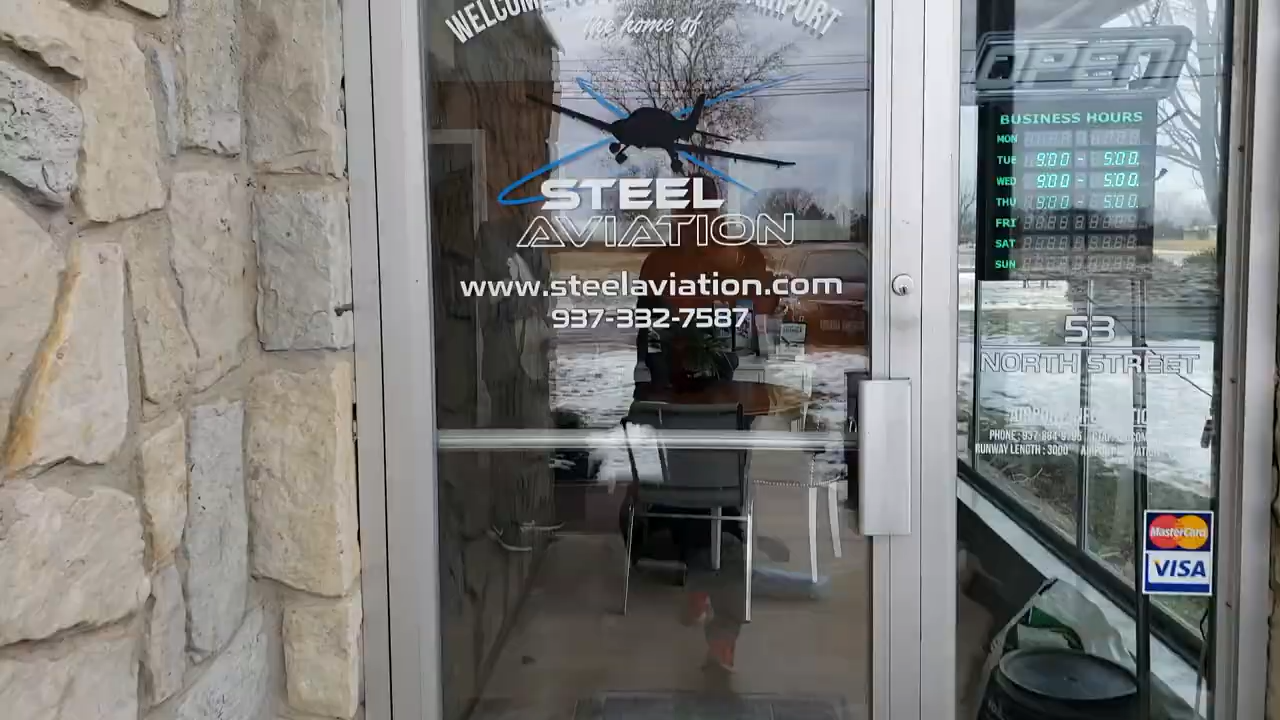 WELCOME TO AIRPORT
the home of
STEEL
AVIATION
www.steelaviation.com
937-332-7587
OPEN
BUSINESS HOURS
MON
TUE 9:00 - 5:00
WED 9:00 - 5:00
THU 9:00 - 5:00
FRI
SAT
SUN
53
NORTH STREET
PHONE :
RUNWAY LENGTH : 3000
MasterCard
VISA